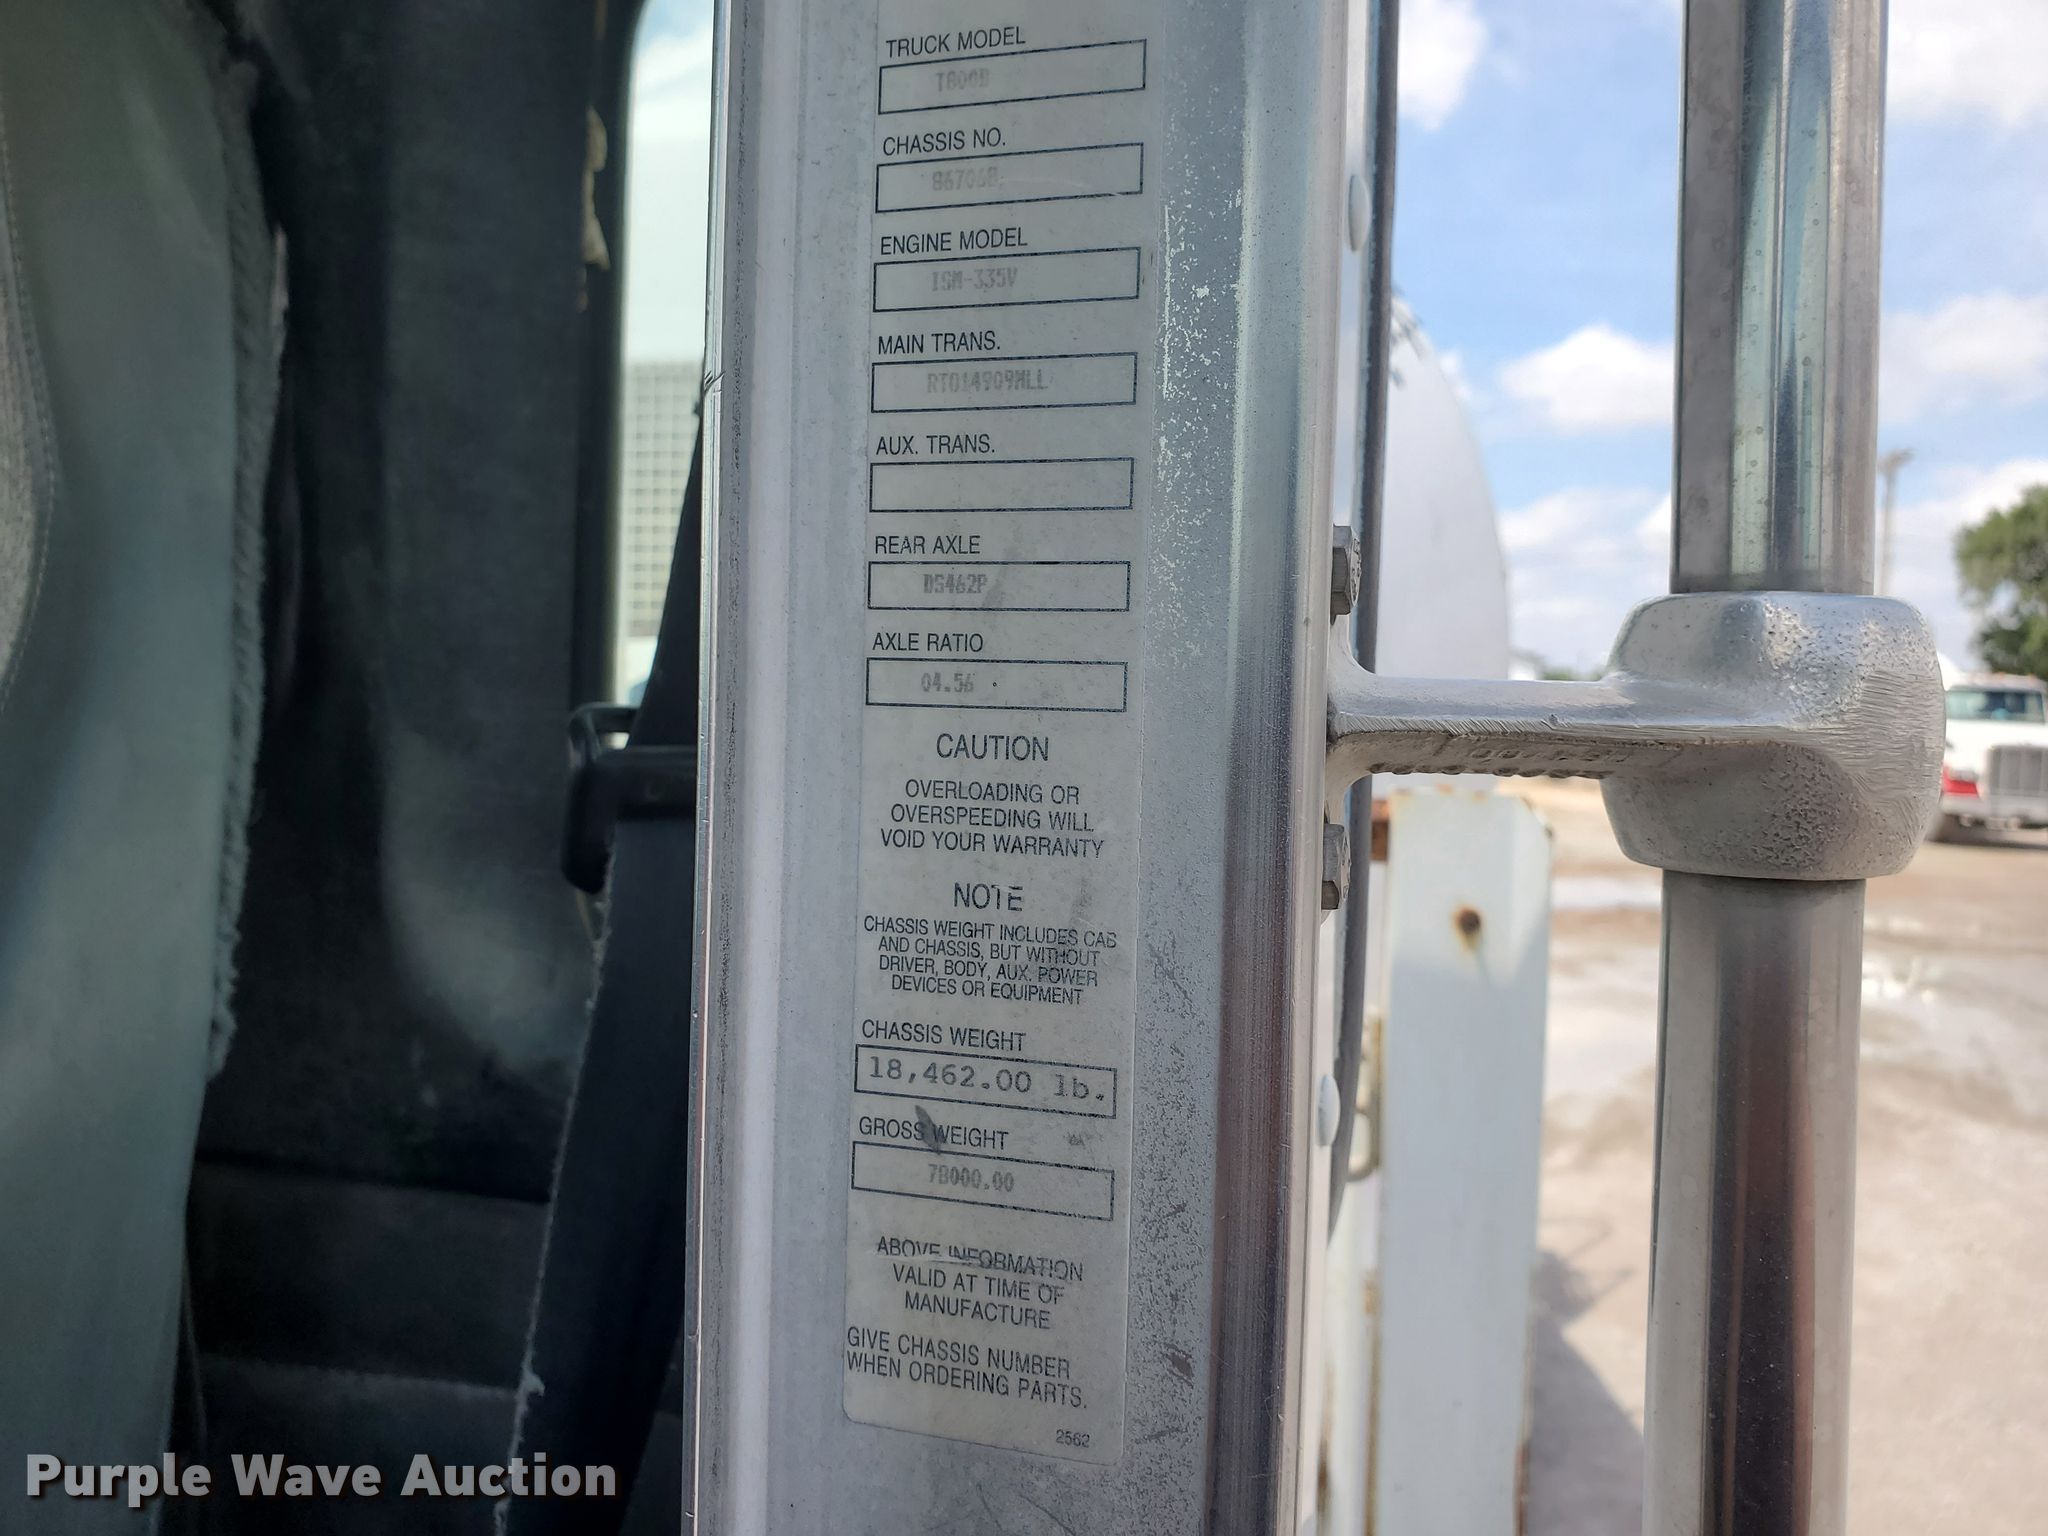 TRUCK MODEL
T800B
CHASSIS NO.
ENGINE MODEL
ISM-335V
MAIN TRANS.
RTO14909MLL
AUX. TRANS.
REAR AXLE
DS462P
AXLE RATIO
04.56
CAUTION
OVERLOADING OR
OVERSPEEDING WILL
VOID YOUR WARRANTY
NOTE
CHASSIS WEIGHT INCLUDES CAB
AND CHASSIS, BUT WITHOUT
DRIVER, BODY, AUX. POWER
DEVICES OR EQUIPMENT
CHASSIS WEIGHT
18,462.00 lb.
GROSS WEIGHT
78000.00
ABOVE INFORMATION
VALID AT TIME OF
MANUFACTURE
GIVE CHASSIS NUMBER
WHEN ORDERING PARTS.
2562
Purple Wave Auction